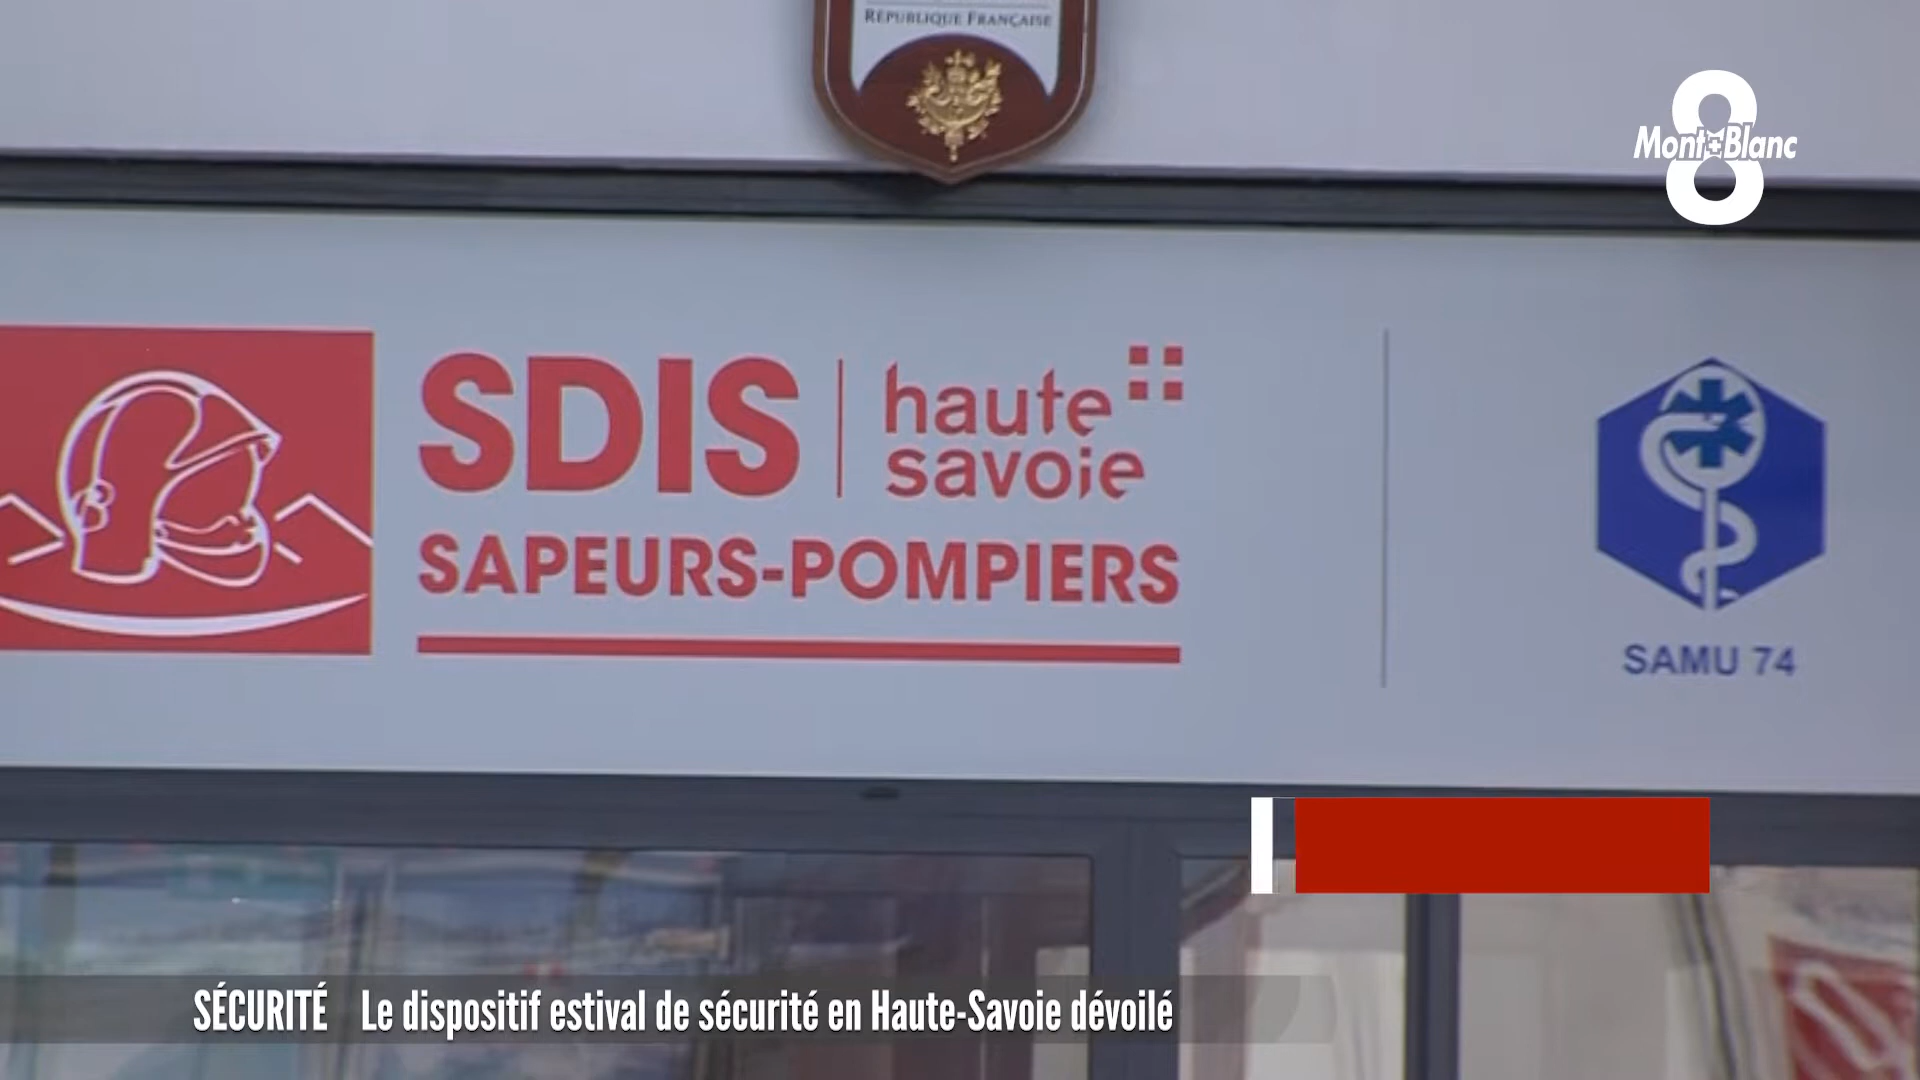 RÉPUBLIQUE FRANÇAISE
8
Mont Blanc
SDIS
haute
savoie
SAPEURS-POMPIERS
SAMU 74
SÉCURITÉ Le dispositif estival de sécurité en Haute-Savoie dévoilé